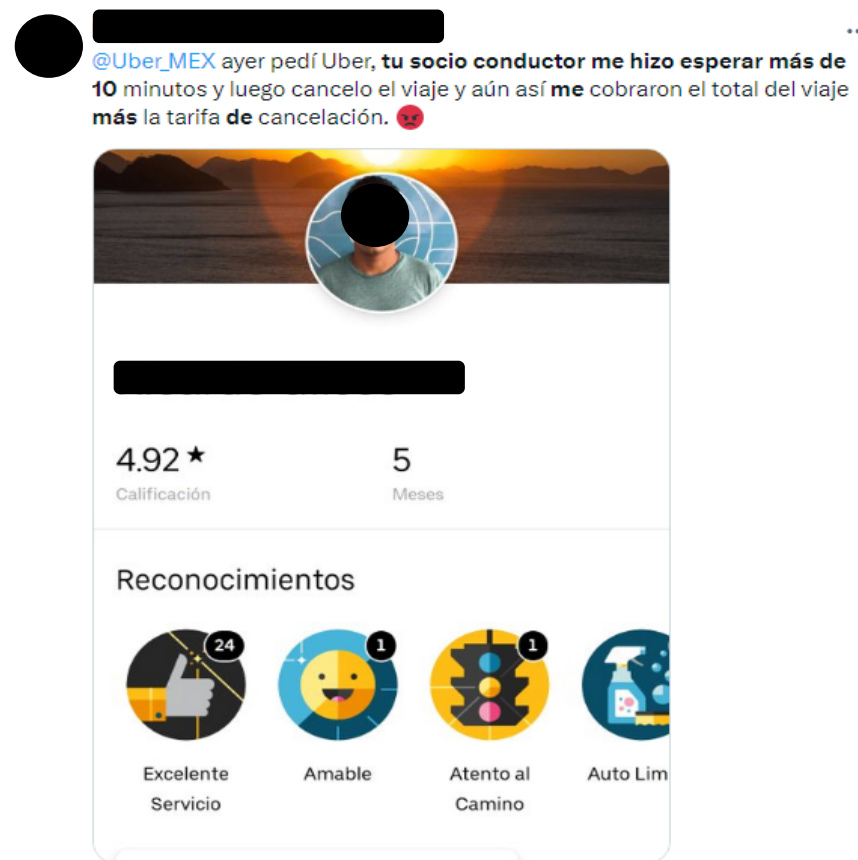 @Uber_MEX ayer pedí Uber, tu socio conductor me hizo esperar más de
10 minutos y luego cancelo el viaje y aún así me cobraron el total del viaje
más la tarifa de cancelación.
4.92 ★
5
Calificación
Meses
Reconocimientos
24
1
1
Excelente
Servicio
Amable
Atento al
Camino
Auto Lim